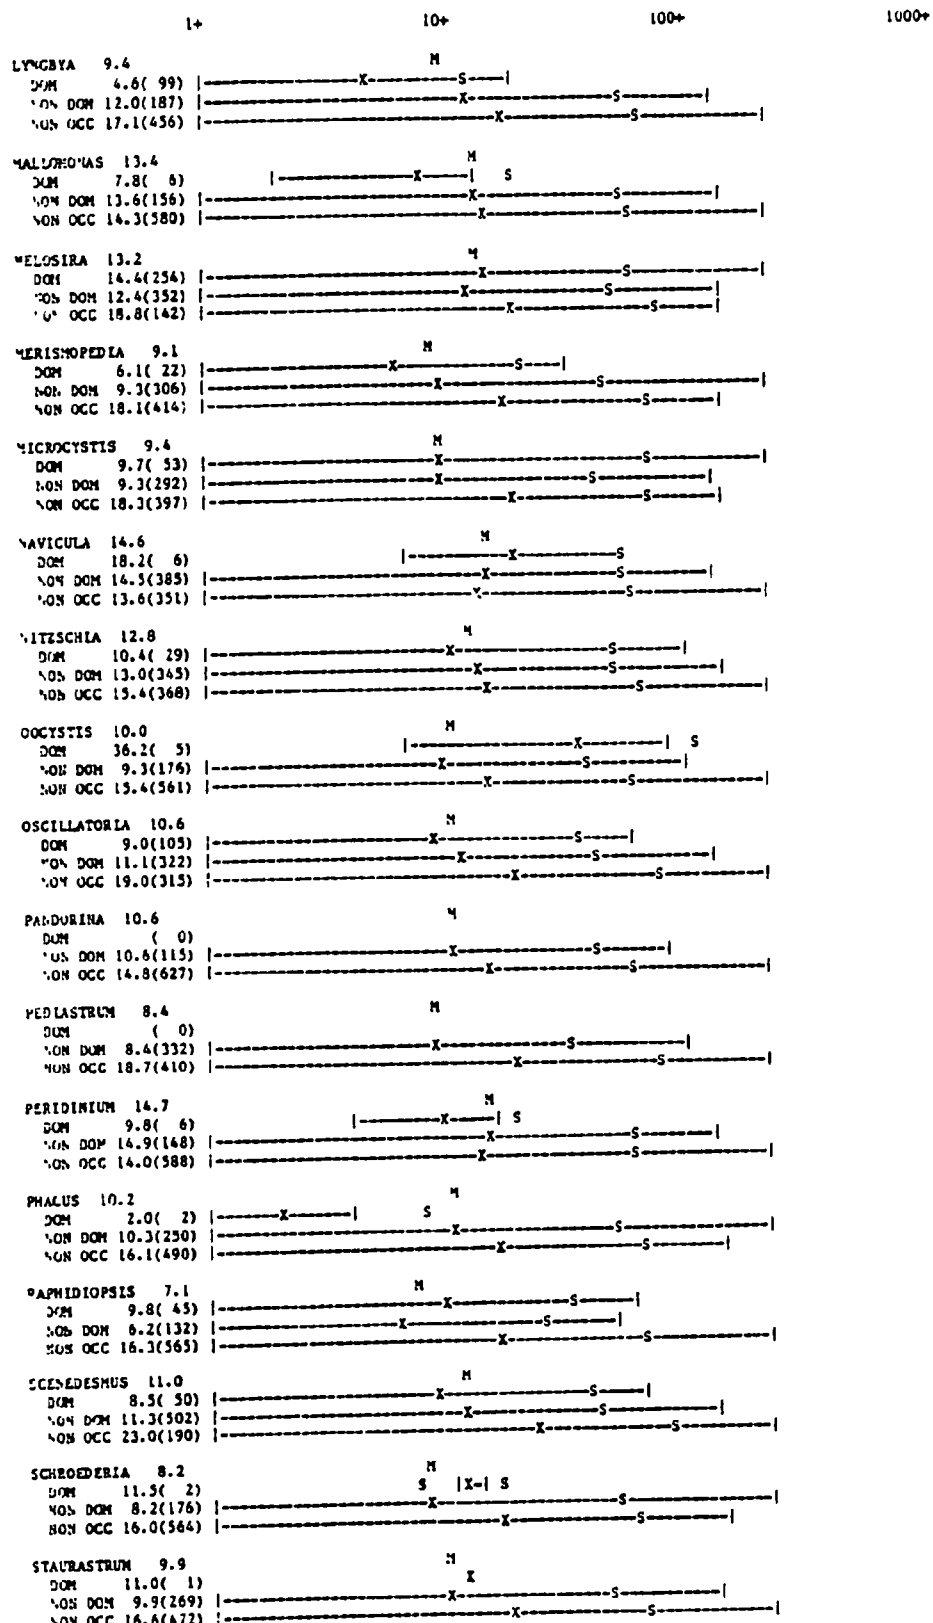 1+ 10+ 100+ 1000+
M
LYNGBYA 9.4
DOM 4.6( 99) |---X---S---|
NON DOM 12.0(187) |---X---S---|
NON OCC 17.1(456) |---X---S---|
M
MALLOMONAS 13.4
DOM 7.8( 6) |---X---| S
NON DOM 13.6(156) |---X---S---|
NON OCC 14.3(580) |---X---S---|
M
MELOSIRA 13.2
DOM 14.4(254) |---X---S---|
NON DOM 12.4(352) |---X---S---|
NON OCC 18.8(142) |---X---S---|
M
MERISMOPEDIA 9.1
DOM 6.1( 22) |---X---S---|
NON DOM 9.3(306) |---X---S---|
NON OCC 18.1(414) |---X---S---|
M
MICROCYSTIS 9.4
DOM 9.7( 53) |---X---S---|
NON DOM 9.3(292) |---X---S---|
NON OCC 18.3(397) |---X---S---|
M
NAVICULA 14.6
DOM 18.2( 6) |---X---S
NON DOM 14.5(385) |---X---S---|
NON OCC 13.6(351) |---X---S---|
M
NITZSCHIA 12.8
DOM 10.4( 29) |---X---S---|
NON DOM 13.0(345) |---X---S---|
NON OCC 15.4(368) |---X---S---|
M
OOCYSTIS 10.0
DOM 36.2( 5) |---X---| S
NON DOM 9.3(176) |---X---S---|
NON OCC 15.4(561) |---X---S---|
M
OSCILLATORIA 10.6
DOM 9.0(105) |---X---S---|
NON DOM 11.1(322) |---X---S---|
NON OCC 19.0(315) |---X---S---|
M
PANDORINA 10.6
DOM ( 0)
NON DOM 10.6(115) |---X---S---|
NON OCC 14.8(627) |---X---S---|
M
PEDIASTRUM 8.4
DOM ( 0)
NON DOM 8.4(332) |---X---S---|
NON OCC 18.7(410) |---X---S---|
M
PERIDINIUM 14.7
DOM 9.8( 6) |---X---| S
NON DOM 14.9(148) |---X---S---|
NON OCC 14.0(588) |---X---S---|
M
PHACUS 10.2
DOM 2.0( 2) |---X---| S
NON DOM 10.3(250) |---X---S---|
NON OCC 16.1(490) |---X---S---|
M
RAPHIDIOPSIS 7.1
DOM 9.8( 45) |---X---S---|
NON DOM 6.2(132) |---X---S---|
NON OCC 16.3(565) |---X---S---|
M
SCENEDESMUS 11.0
DOM 8.5( 50) |---X---S---|
NON DOM 11.3(502) |---X---S---|
NON OCC 23.0(190) |---X---S---|
M
SCHROEDERIA 8.2
DOM 11.5( 2) S |X-| S
NON DOM 8.2(176) |---X---S---|
NON OCC 16.0(564) |---X---S---|
M
STAURASTRUM 9.9
DOM 11.0( 1) X
NON DOM 9.9(269) |---X---S---|
NON OCC 16.6(472) |---X---S---|